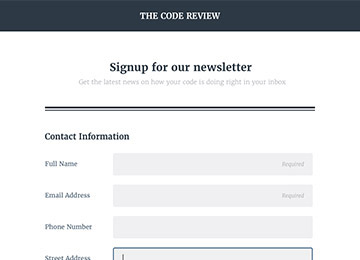 THE CODE REVIEW
Signup for our newsletter
Get the latest news on how your code is doing right in your inbox
Contact Information
Full Name
Required
Email Address
Required
Phone Number
Street Address